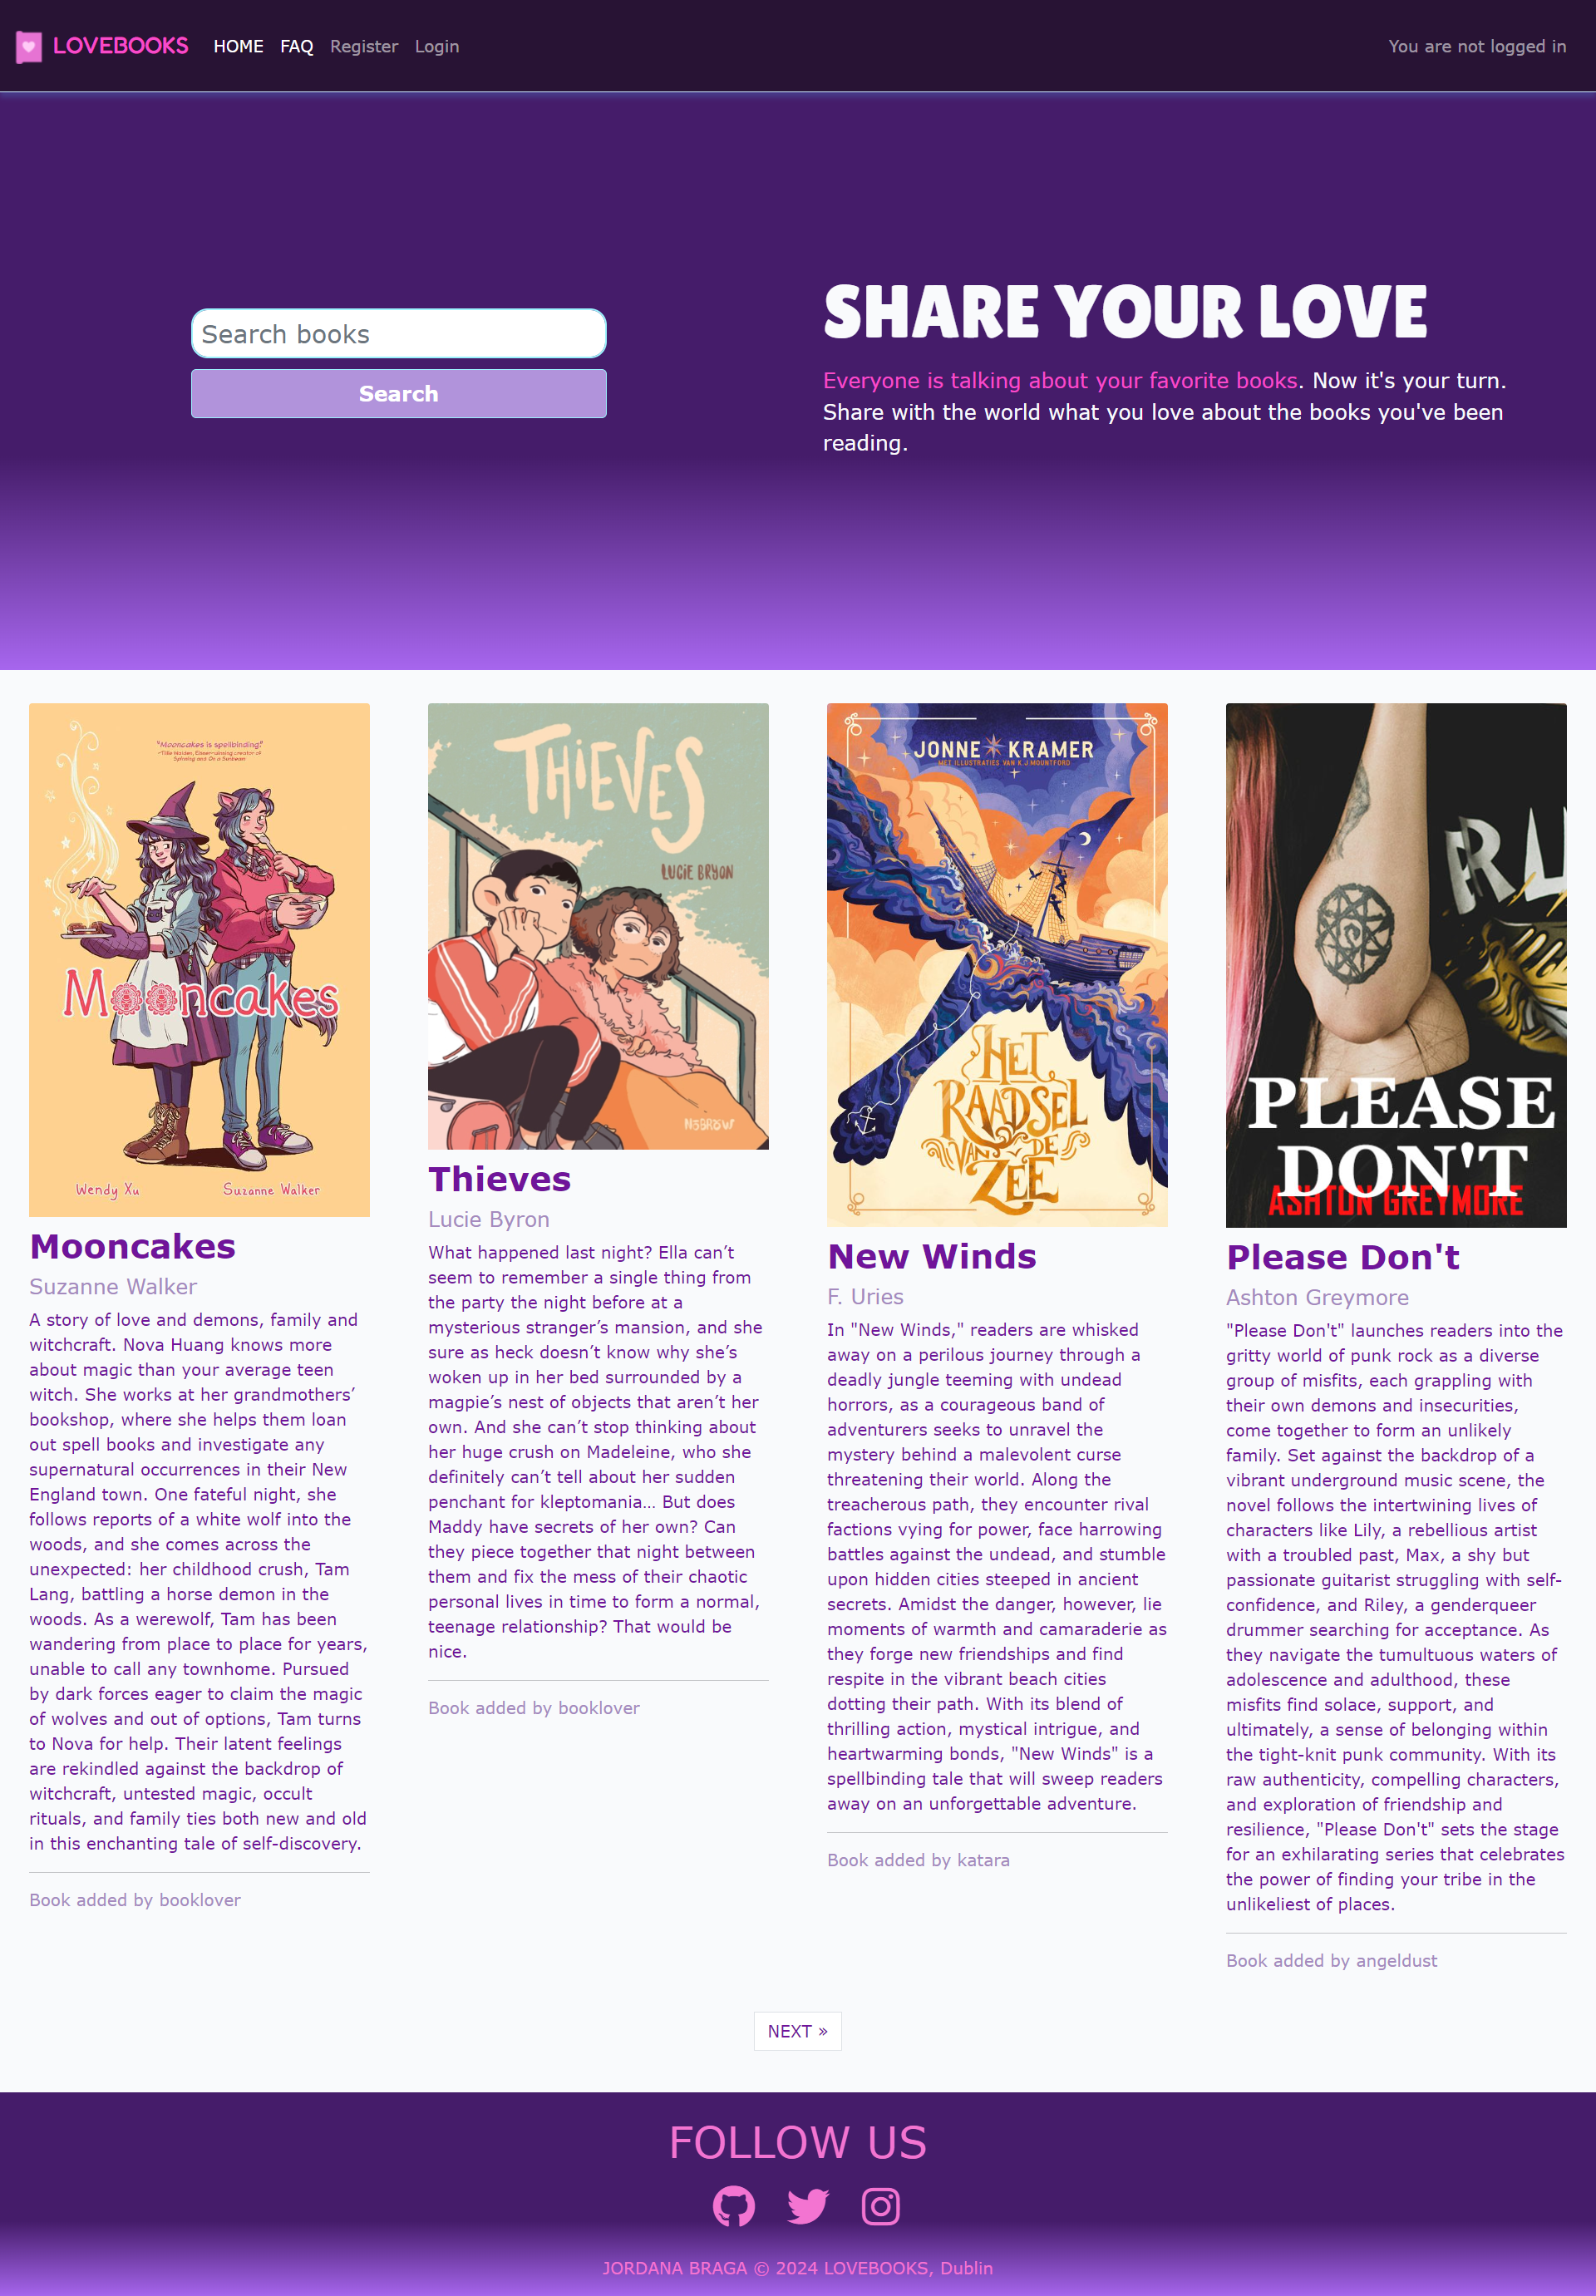 LOVEBOOKS HOME FAQ Register Login You are not logged in
Search books
Search
SHARE YOUR LOVE
Everyone is talking about your favorite books. Now it's your turn.
Share with the world what you love about the books you've been
reading.
"Mooncakes is spellbinding!"
–Tillie Walden, Eisner-winning creator of
Spinning and On a Sunbeam
Mooncakes
Wendy Xu Suzanne Walker
Mooncakes
Suzanne Walker
A story of love and demons, family and
witchcraft. Nova Huang knows more
about magic than your average teen
witch. She works at her grandmothers’
bookshop, where she helps them loan
out spell books and investigate any
supernatural occurrences in their New
England town. One fateful night, she
follows reports of a white wolf into the
woods, and she comes across the
unexpected: her childhood crush, Tam
Lang, battling a horse demon in the
woods. As a werewolf, Tam has been
wandering from place to place for years,
unable to call any townhome. Pursued
by dark forces eager to claim the magic
of wolves and out of options, Tam turns
to Nova for help. Their latent feelings
are rekindled against the backdrop of
witchcraft, untested magic, occult
rituals, and family ties both new and old
in this enchanting tale of self-discovery.
Book added by booklover
THIEVES
LUCIE BRYON
NOBROW
Thieves
Lucie Byron
What happened last night? Ella can’t
seem to remember a single thing from
the party the night before at a
mysterious stranger’s mansion, and she
sure as heck doesn’t know why she’s
woken up in her bed surrounded by a
magpie’s nest of objects that aren’t her
own. And she can’t stop thinking about
her huge crush on Madeleine, who she
definitely can’t tell about her sudden
penchant for kleptomania… But does
Maddy have secrets of her own? Can
they piece together that night between
them and fix the mess of their chaotic
personal lives in time to form a normal,
teenage relationship? That would be
nice.
Book added by booklover
JONNE KRAMER
MET ILLUSTRATIES VAN K.J. MOUNTFORD
HET
RAADSEL
VAN DE
ZEE
New Winds
F. Uries
In "New Winds," readers are whisked
away on a perilous journey through a
deadly jungle teeming with undead
horrors, as a courageous band of
adventurers seeks to unravel the
mystery behind a malevolent curse
threatening their world. Along the
treacherous path, they encounter rival
factions vying for power, face harrowing
battles against the undead, and stumble
upon hidden cities steeped in ancient
secrets. Amidst the danger, however, lie
moments of warmth and camaraderie as
they forge new friendships and find
respite in the vibrant beach cities
dotting their path. With its blend of
thrilling action, mystical intrigue, and
heartwarming bonds, "New Winds" is a
spellbinding tale that will sweep readers
away on an unforgettable adventure.
Book added by katara
PLEASE
DON'T
ASHTON GREYMORE
Please Don't
Ashton Greymore
"Please Don't" launches readers into the
gritty world of punk rock as a diverse
group of misfits, each grappling with
their own demons and insecurities,
come together to form an unlikely
family. Set against the backdrop of a
vibrant underground music scene, the
novel follows the intertwining lives of
characters like Lily, a rebellious artist
with a troubled past, Max, a shy but
passionate guitarist struggling with self-
confidence, and Riley, a genderqueer
drummer searching for acceptance. As
they navigate the tumultuous waters of
adolescence and adulthood, these
misfits find solace, support, and
ultimately, a sense of belonging within
the tight-knit punk community. With its
raw authenticity, compelling characters,
and exploration of friendship and
resilience, "Please Don't" sets the stage
for an exhilarating series that celebrates
the power of finding your tribe in the
unlikeliest of places.
Book added by angeldust
NEXT »
FOLLOW US
JORDANA BRAGA © 2024 LOVEBOOKS, Dublin